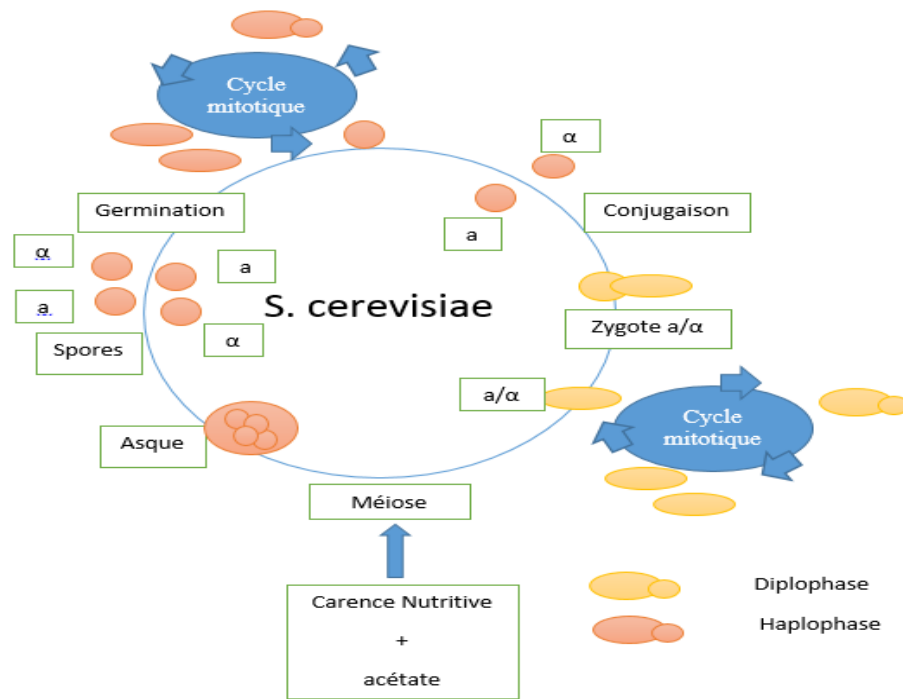 Cycle
mitotique
α
Germination
a
Conjugaison
α
a
a
α
Spores
S. cerevisiae
Zygote a/α
a/α
Cycle
mitotique
Asque
Méiose
Carence Nutritive
+
acétate
Diplophase
Haplophase